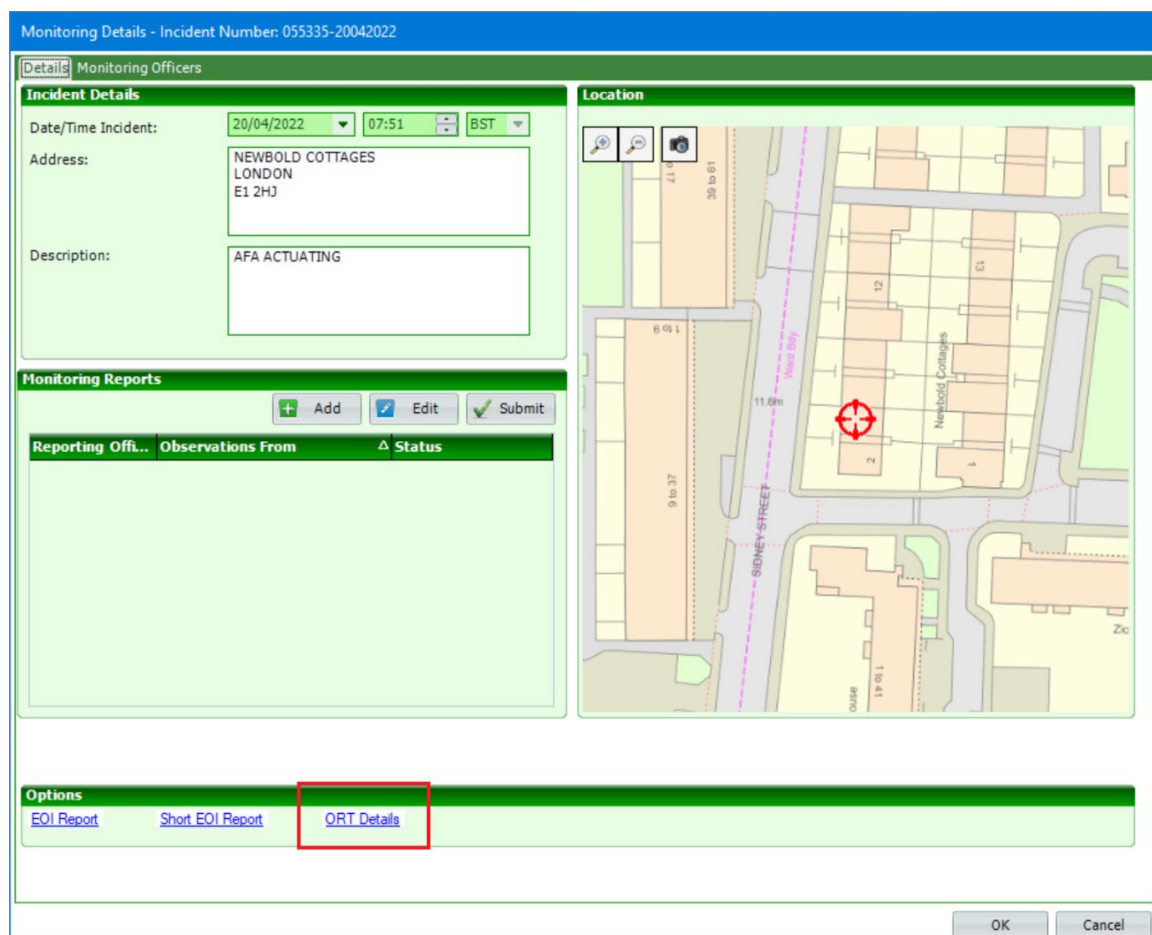 Monitoring Details - Incident Number: 055335-20042022
Details Monitoring Officers
Incident Details
Date/Time Incident: 20/04/2022 07:51 BST
Address: NEWBOLD COTTAGES
LONDON
E1 2HJ
Description: AFA ACTUATING
Monitoring Reports
Add Edit Submit
Reporting Offi... Observations From Status
Location
to 17
39 to 61
12
13
1 to 9
Ward Bdy
Newbold Cottages
11.6m
2
1
9 to 37
SIDNEY STREET
1 to 41
ouse
Zio
Options
EOI Report Short EOI Report ORT Details
OK Cancel